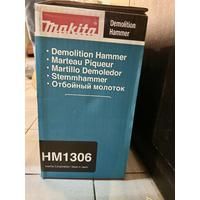 makita
Demolition
Hammer
• Demolition Hammer
• Marteau Piqueur
• Martillo Demoledor
• Stemmhammer
• Отбойный молоток
HM1306